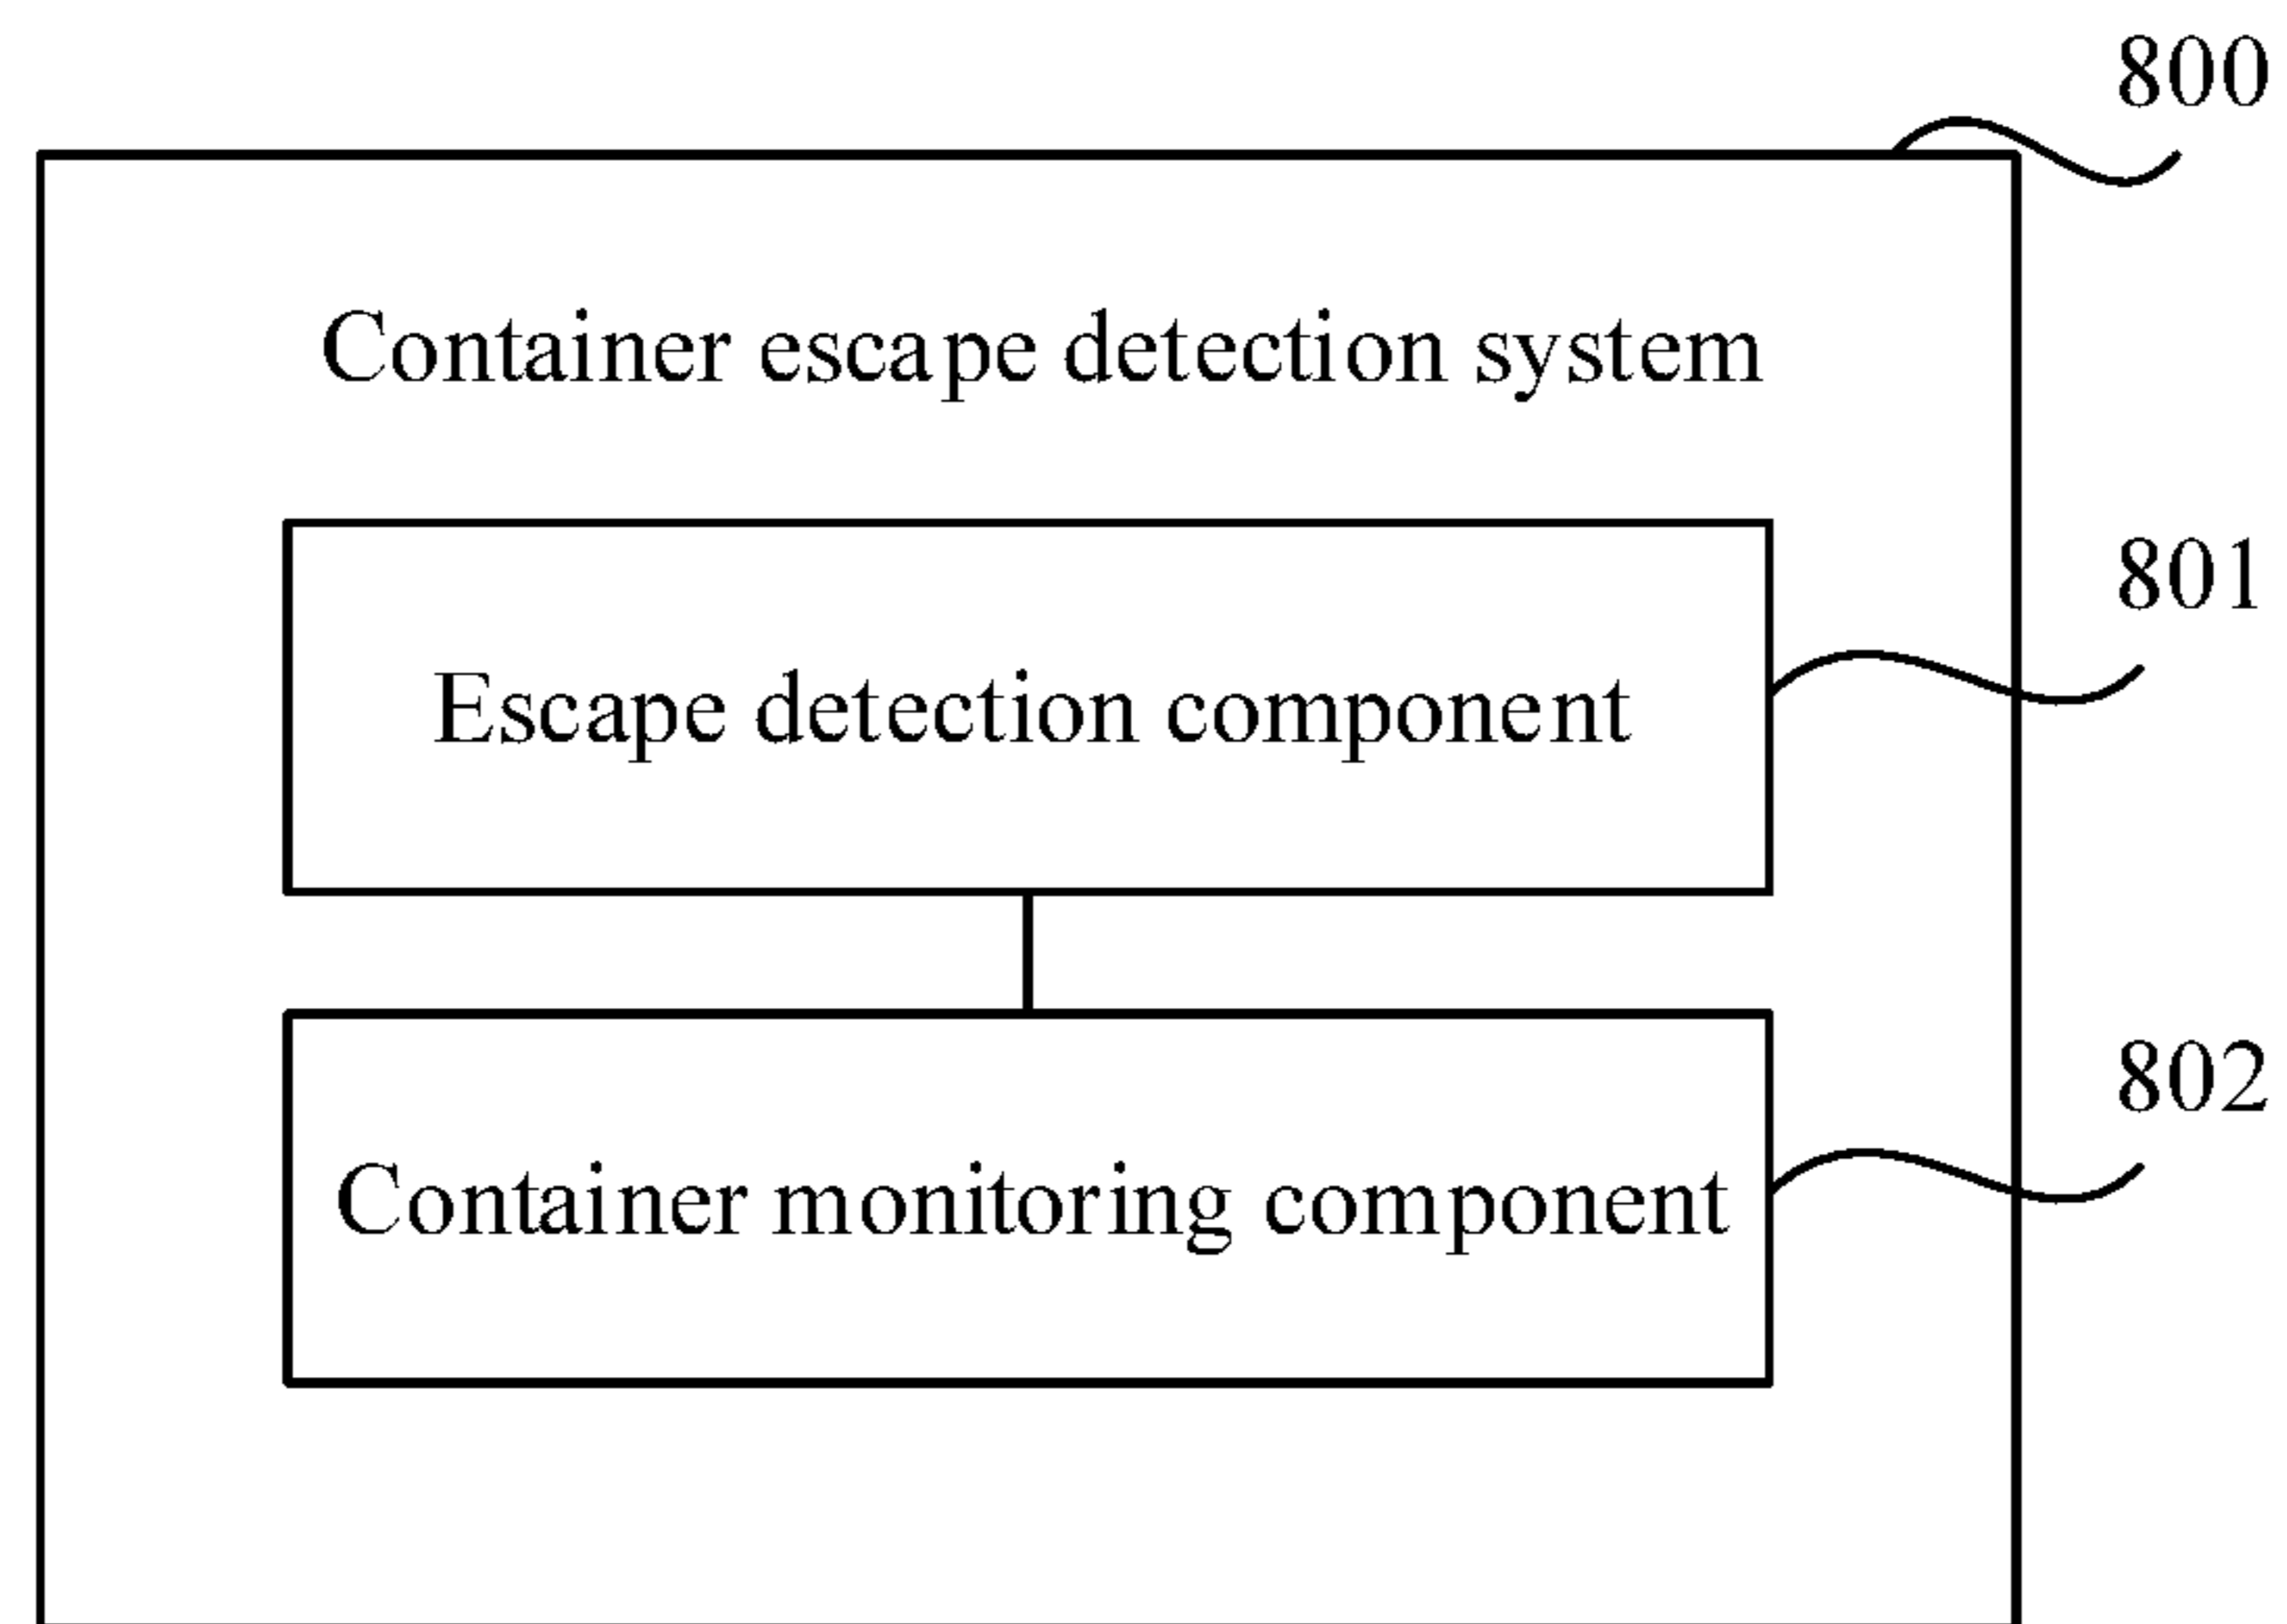 800
Container escape detection system
801
Escape detection component
802
Container monitoring component